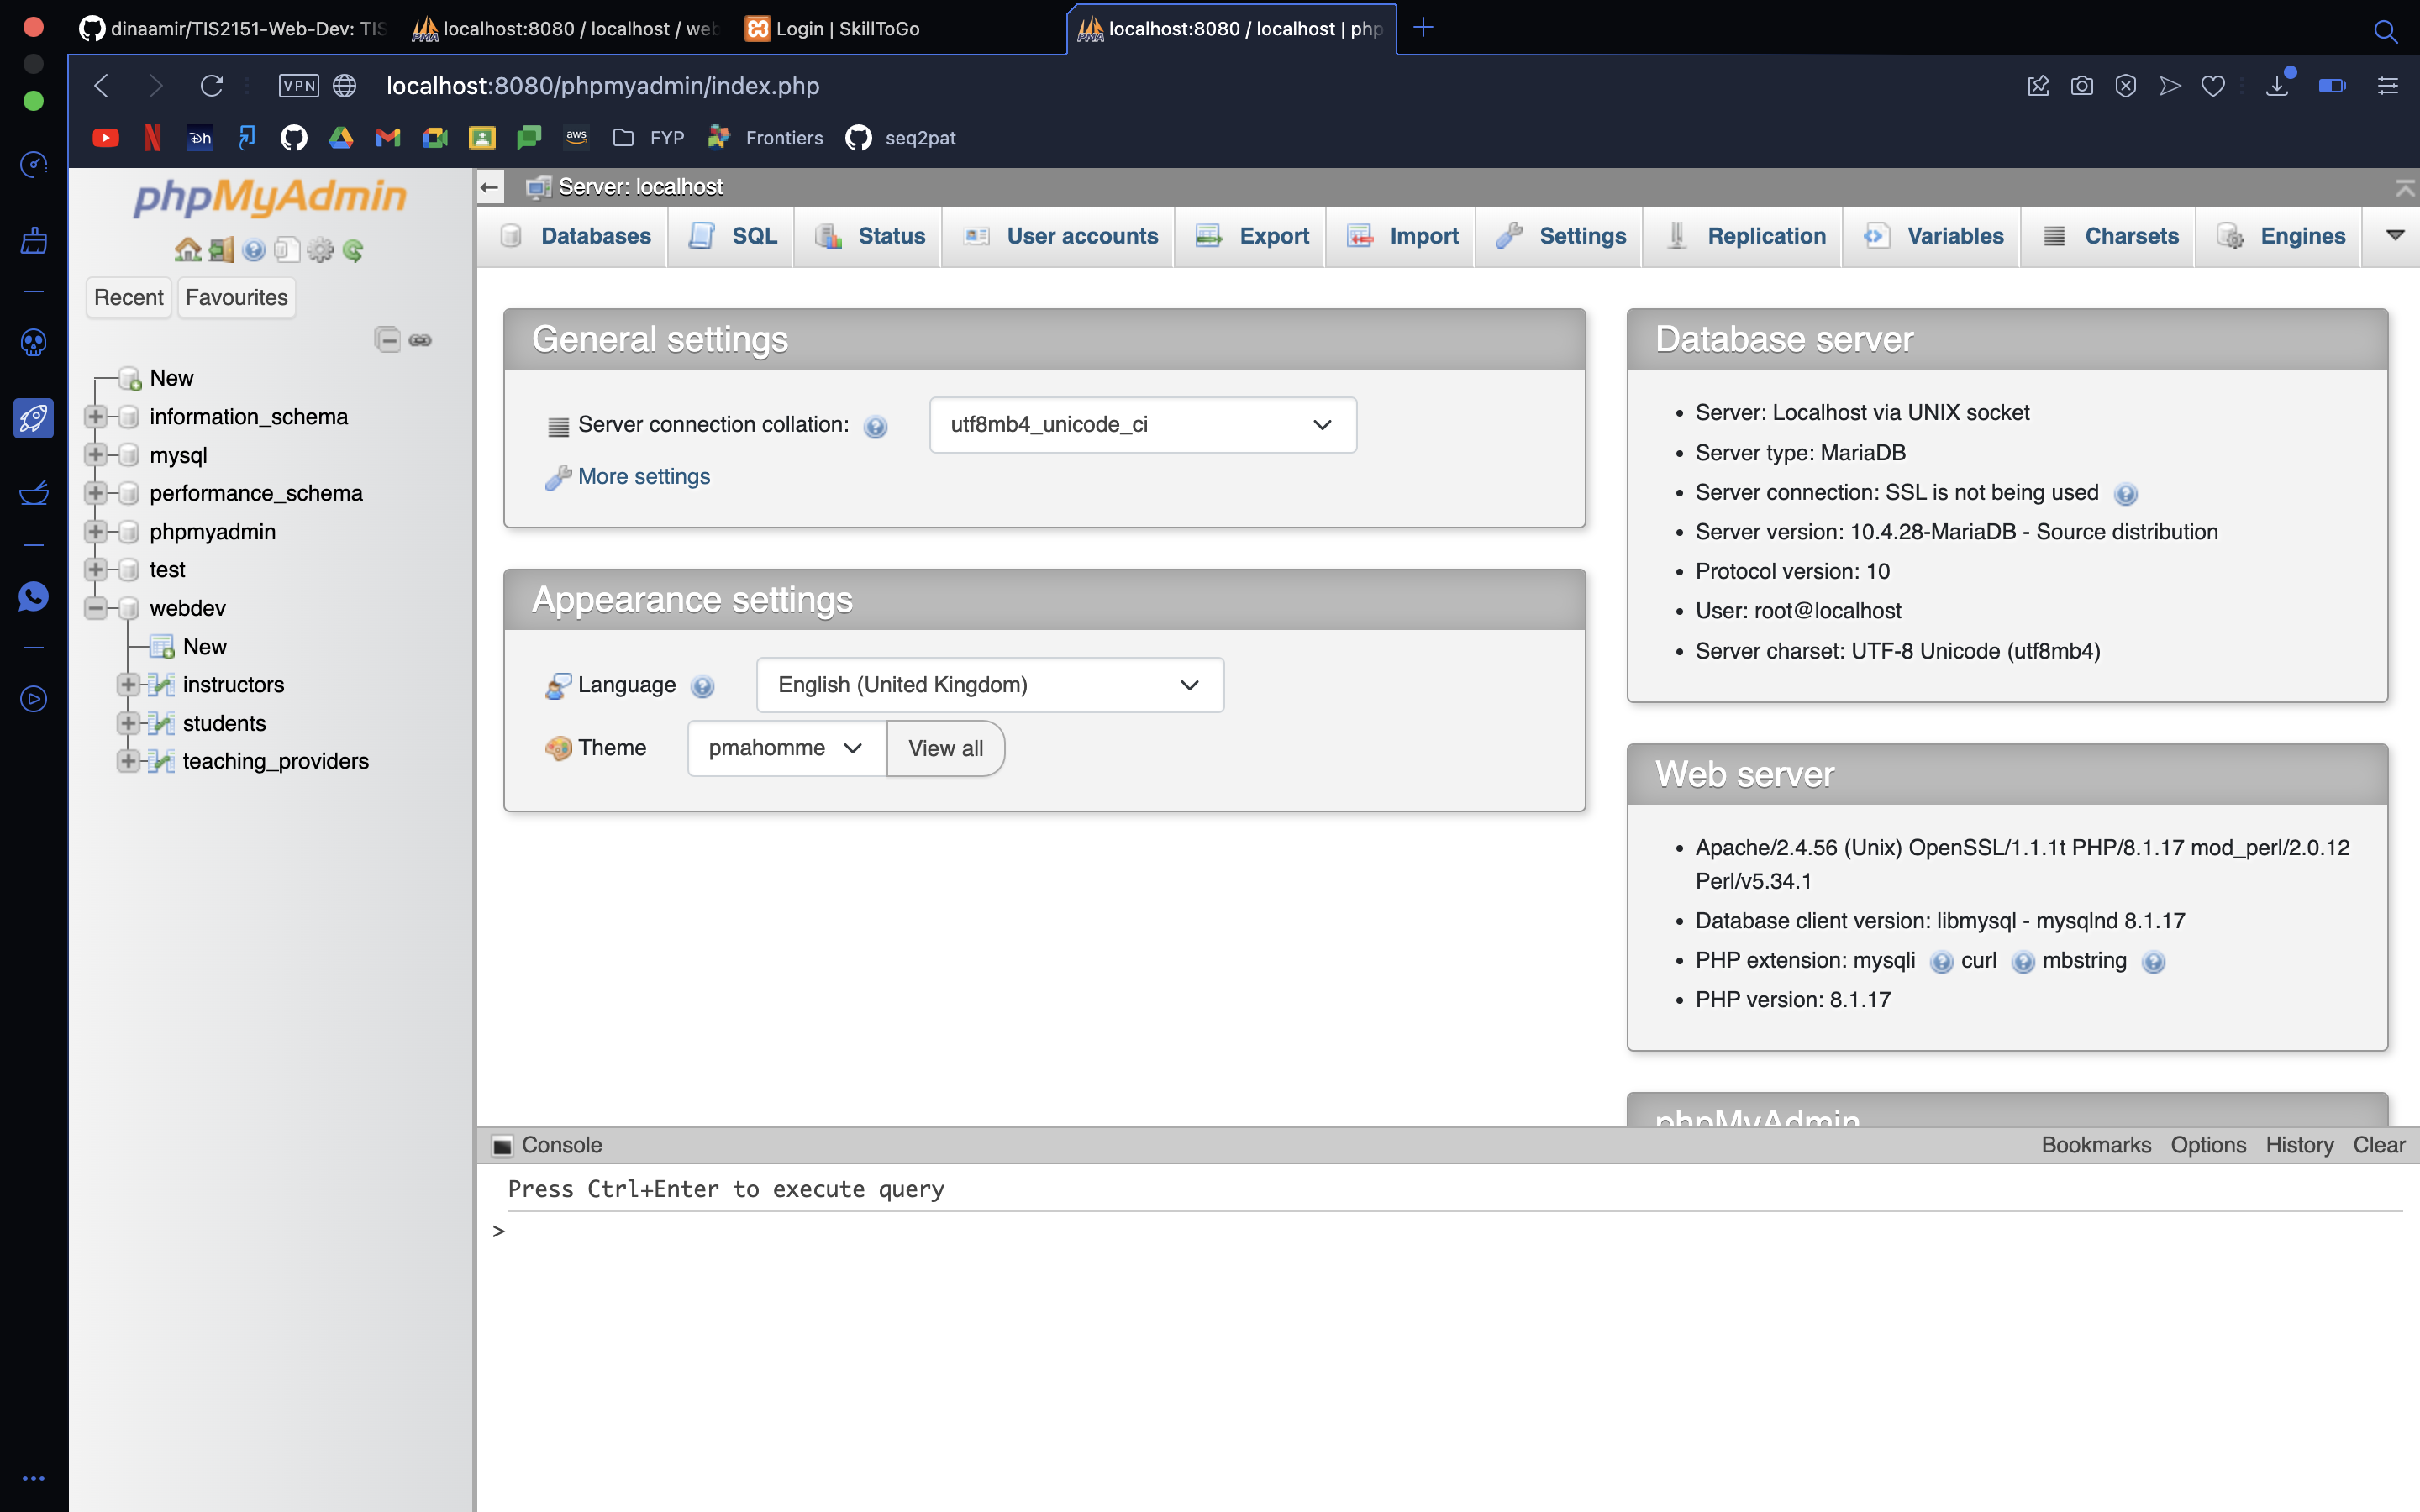 dinaamir/TIS2151-Web-Dev: TIS
localhost:8080 / localhost / web
Login | SkillToGo
localhost:8080 / localhost | php
VPN
localhost:8080/phpmyadmin/index.php
aws
FYP
Frontiers
seq2pat
phpMyAdmin
Recent
Favourites
New
information_schema
mysql
performance_schema
phpmyadmin
test
webdev
New
instructors
students
teaching_providers
Server: localhost
Databases
SQL
Status
User accounts
Export
Import
Settings
Replication
Variables
Charsets
Engines
General settings
Server connection collation:
utf8mb4_unicode_ci
More settings
Appearance settings
Language
English (United Kingdom)
Theme
pmahomme
View all
Database server
Server: Localhost via UNIX socket
Server type: MariaDB
Server connection: SSL is not being used
Server version: 10.4.28-MariaDB - Source distribution
Protocol version: 10
User: root@localhost
Server charset: UTF-8 Unicode (utf8mb4)
Web server
Apache/2.4.56 (Unix) OpenSSL/1.1.1t PHP/8.1.17 mod_perl/2.0.12
Perl/v5.34.1
Database client version: libmysql - mysqlnd 8.1.17
PHP extension: mysqli curl mbstring
PHP version: 8.1.17
phpMyAdmin
Console
Bookmarks Options History Clear
Press Ctrl+Enter to execute query
>